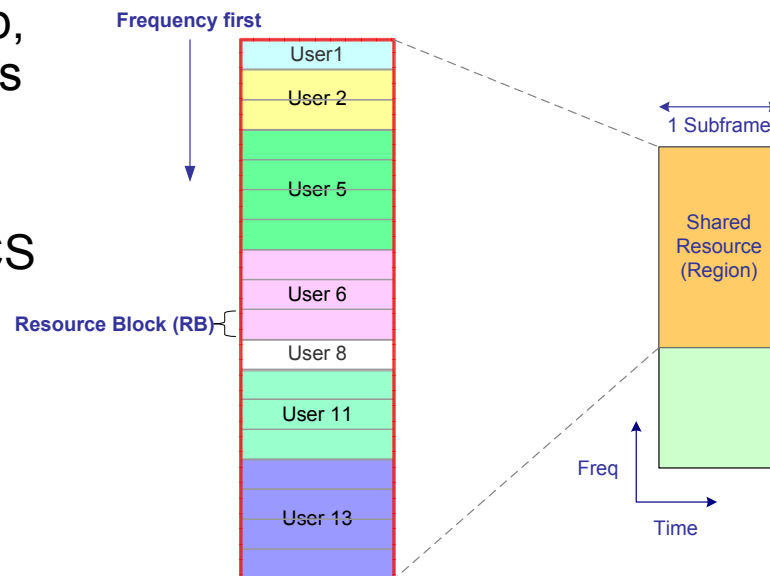 Frequency first
User1
User 2
User 5
User 6
Resource Block (RB)
User 8
User 11
User 13
1 Subframe
Shared
Resource
(Region)
Freq
Time